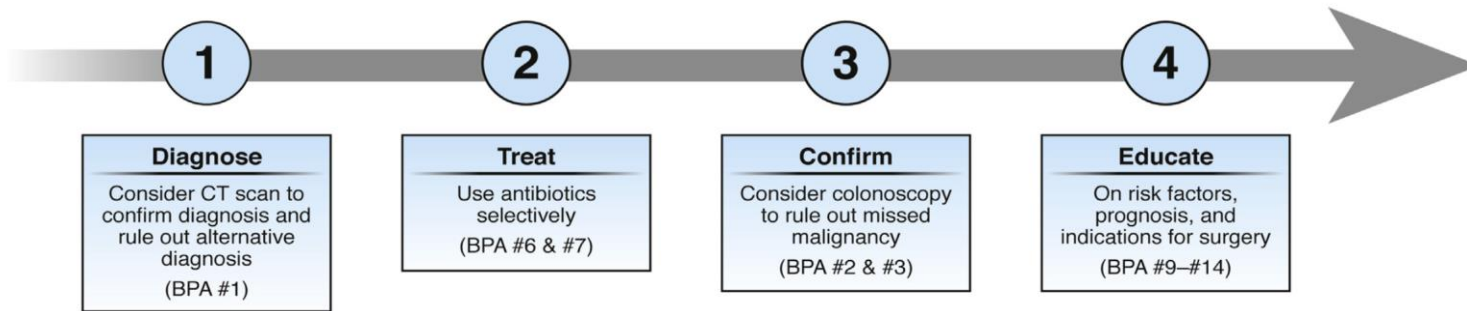 1
2
3
4
Diagnose
Consider CT scan to
confirm diagnosis and
rule out alternative
diagnosis
(BPA #1)
Treat
Use antibiotics
selectively
(BPA #6 & #7)
Confirm
Consider colonoscopy
to rule out missed
malignancy
(BPA #2 & #3)
Educate
On risk factors,
prognosis, and
indications for surgery
(BPA #9–#14)